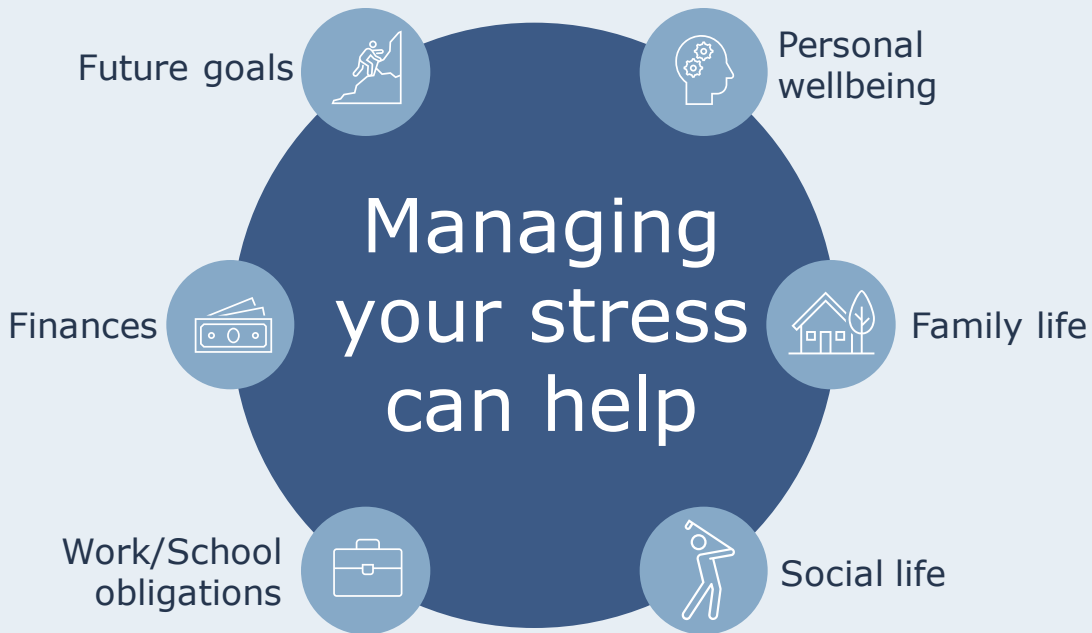 Future goals
Personal
wellbeing
Managing
your stress
can help
Finances
Family life
Work/School
obligations
Social life